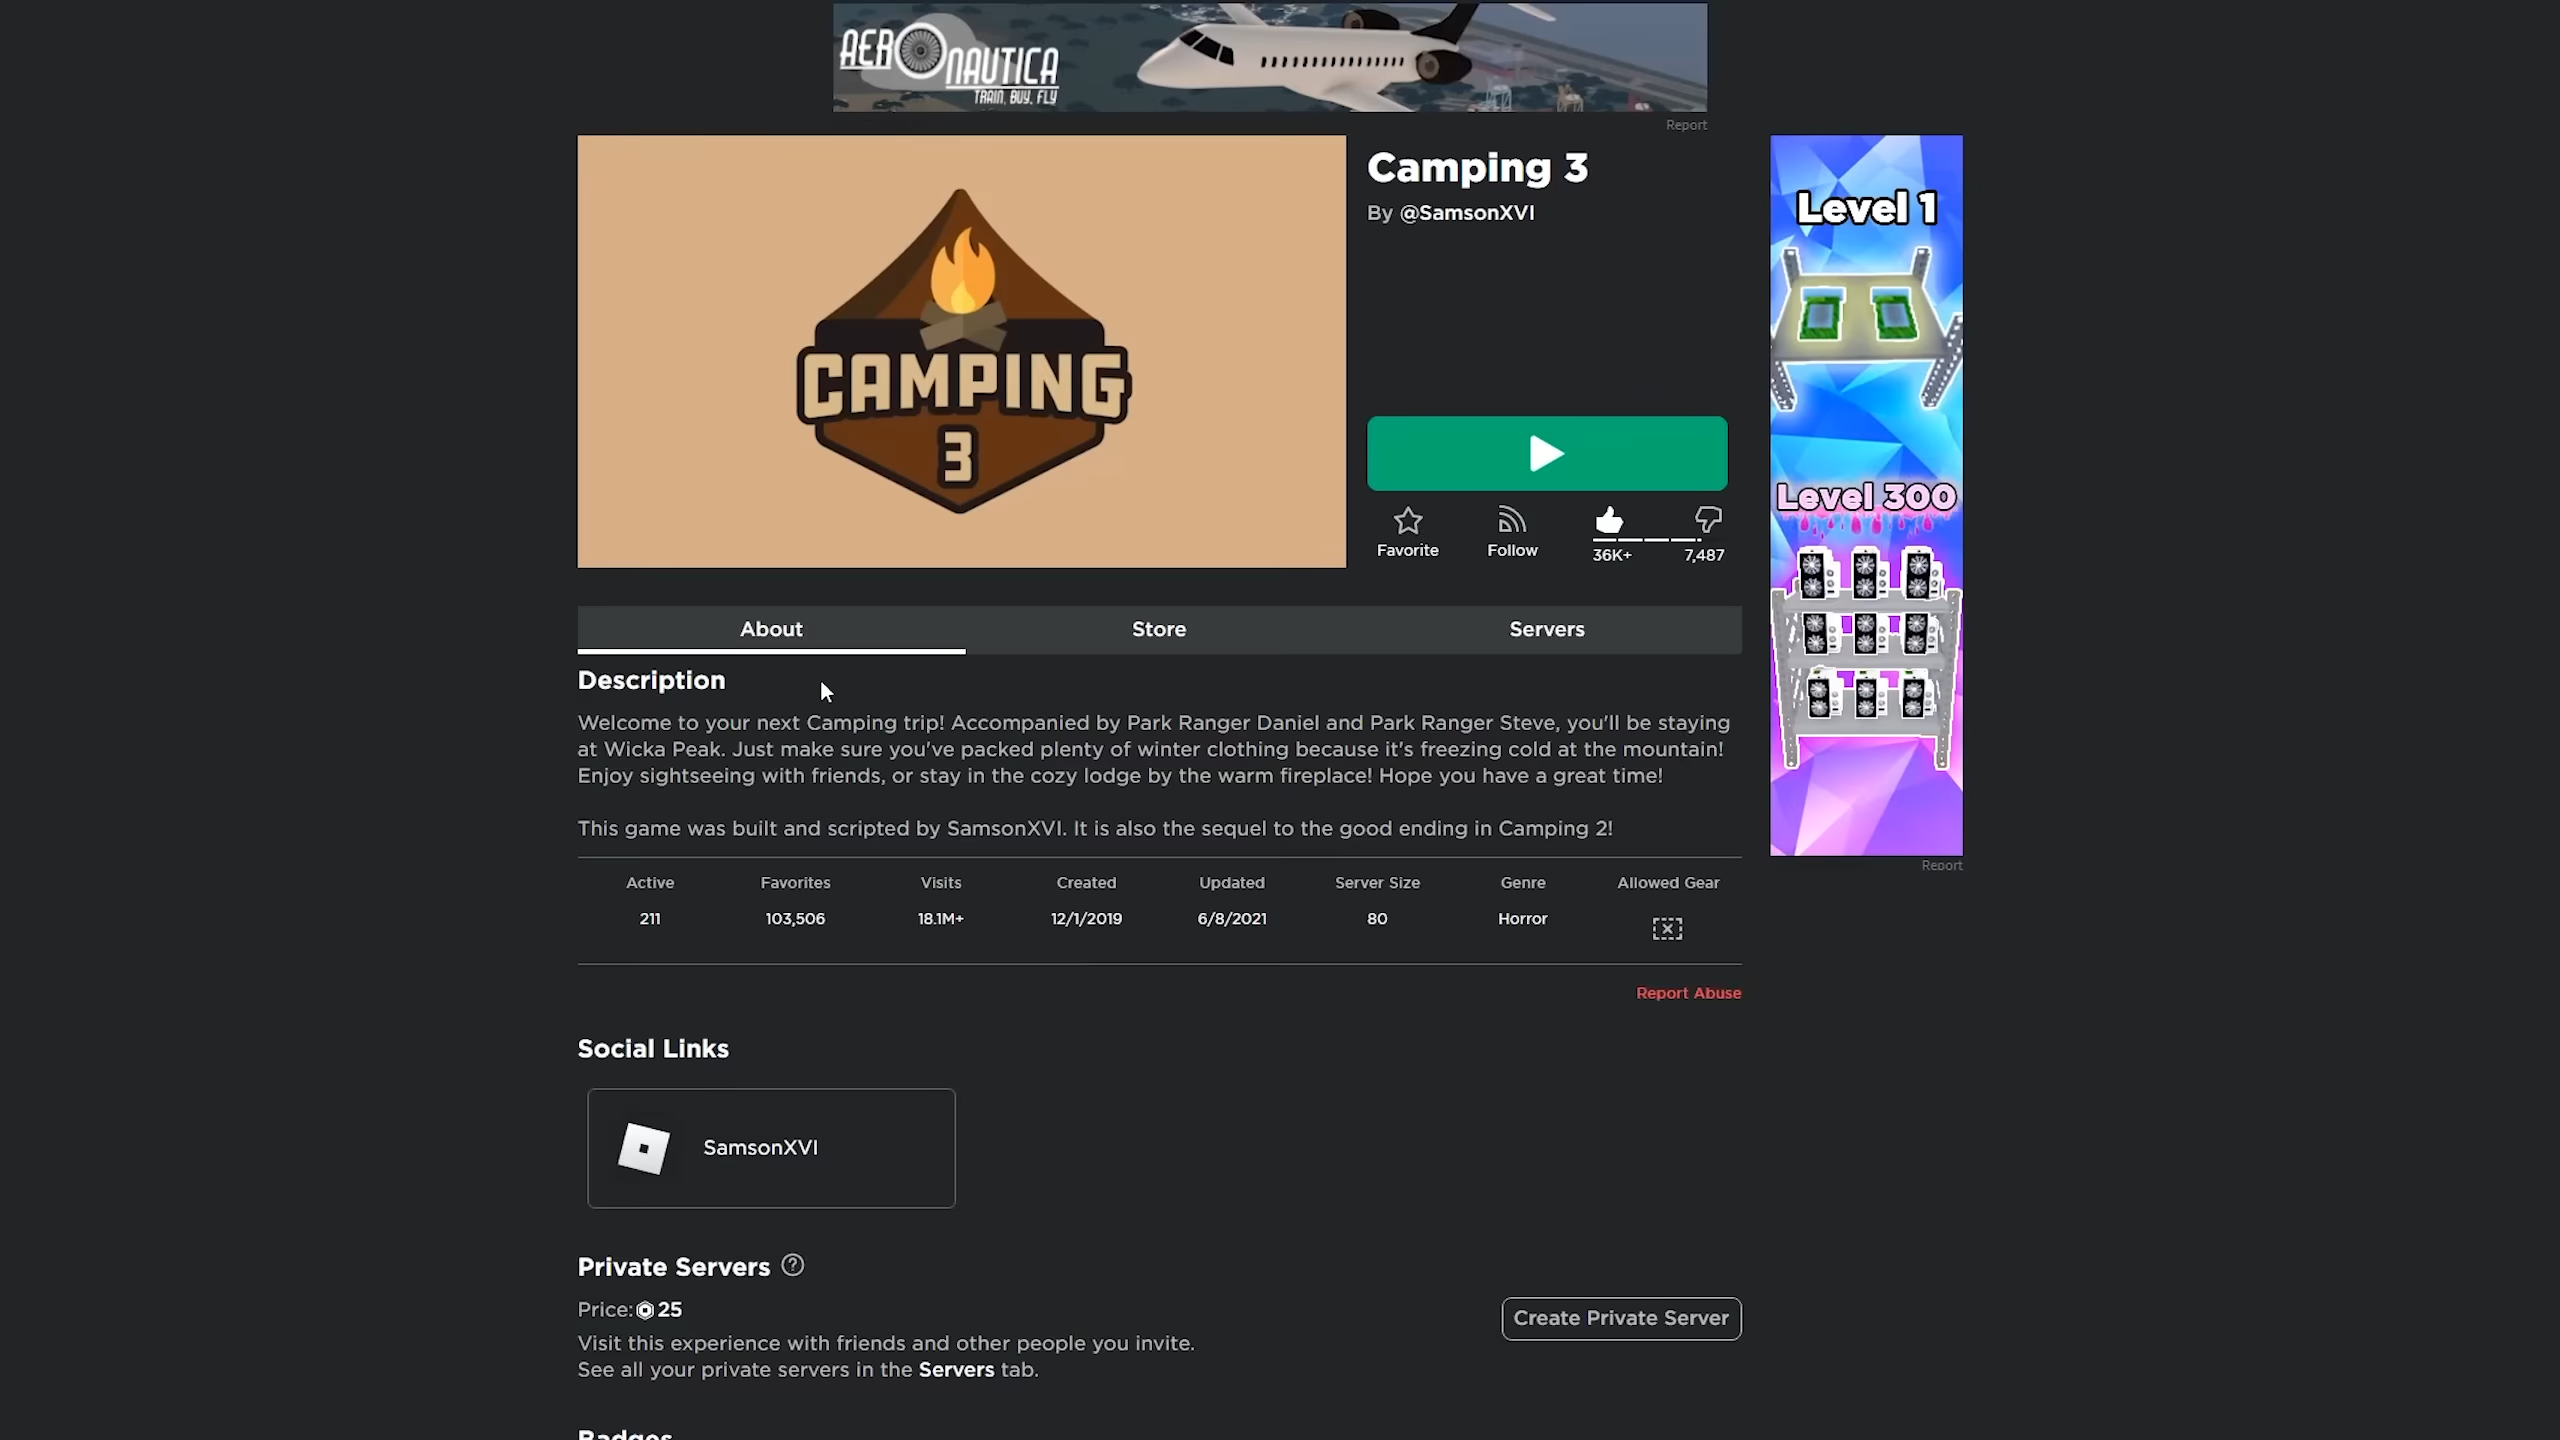 AERONAUTICA
TRAIN, BUY, FLY
Report
CAMPING
3
Camping 3
By @SamsonXVI
Favorite
Follow
36K+
7,487
Level 1
Level 300
Report
About
Store
Servers
Description
Welcome to your next Camping trip! Accompanied by Park Ranger Daniel and Park Ranger Steve, you'll be staying
at Wicka Peak. Just make sure you've packed plenty of winter clothing because it's freezing cold at the mountain!
Enjoy sightseeing with friends, or stay in the cozy lodge by the warm fireplace! Hope you have a great time!
This game was built and scripted by SamsonXVI. It is also the sequel to the good ending in Camping 2!
Active Favorites Visits Created Updated Server Size Genre Allowed Gear
211 103,506 18.1M+ 12/1/2019 6/8/2021 80 Horror
Report Abuse
Social Links
SamsonXVI
Private Servers
Price: 25
Create Private Server
Visit this experience with friends and other people you invite.
See all your private servers in the Servers tab.
Badges